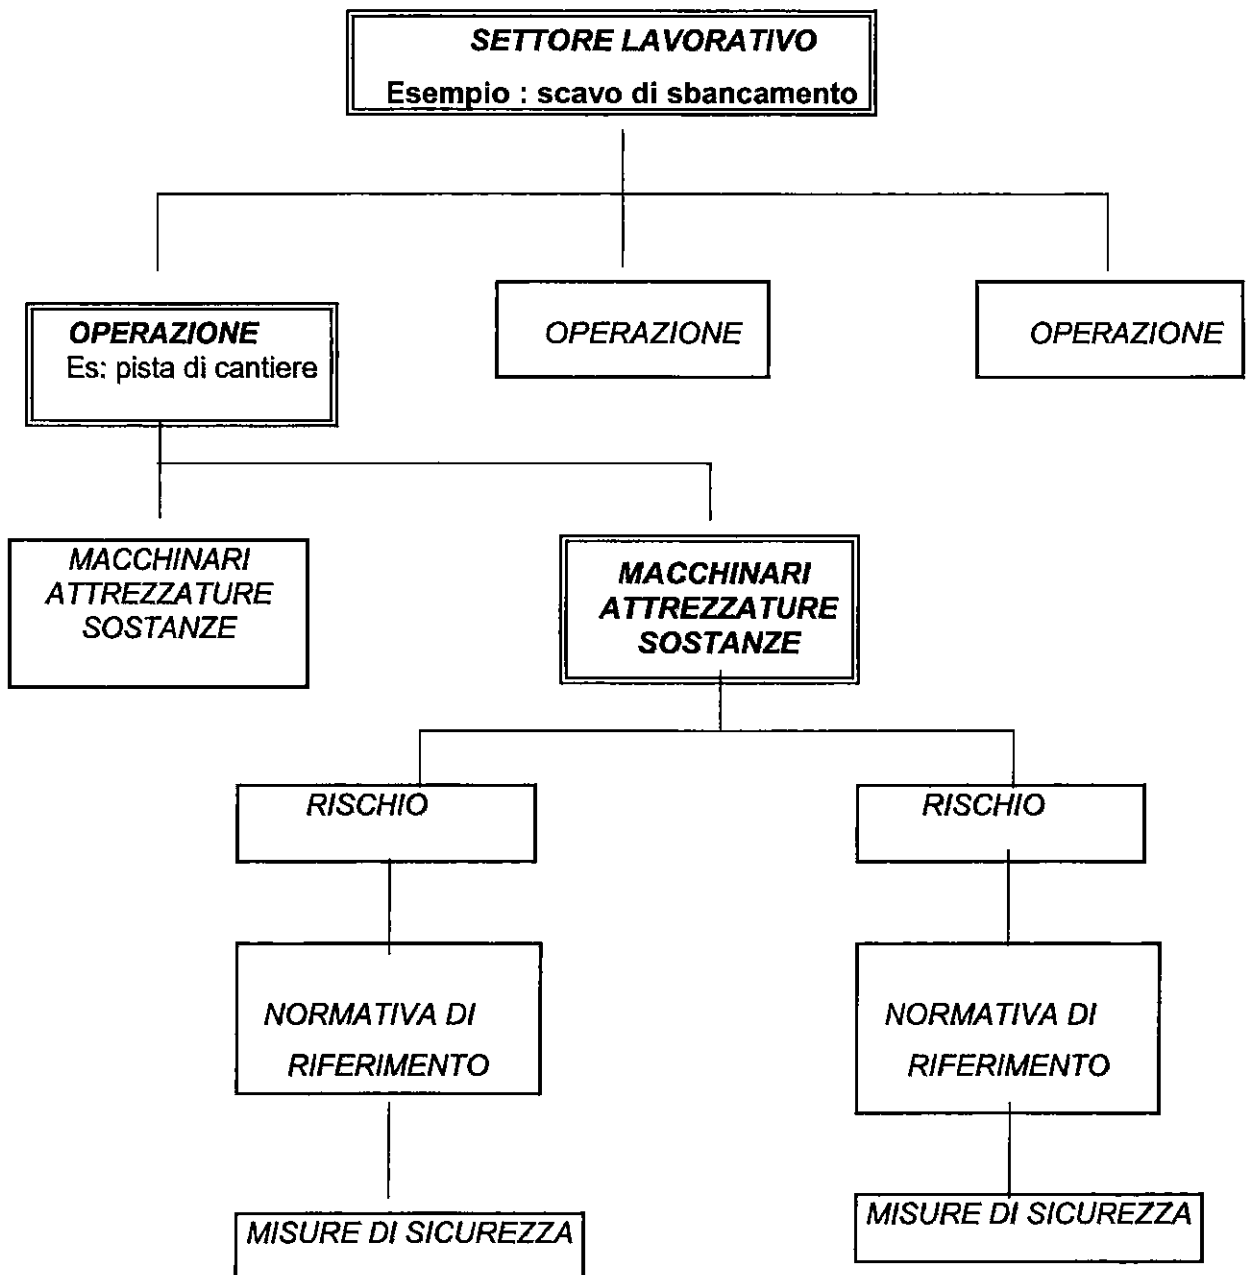 SETTORE LAVORATIVO
Esempio : scavo di sbancamento
OPERAZIONE
Es: pista di cantiere
OPERAZIONE
OPERAZIONE
MACCHINARI
ATTREZZATURE
SOSTANZE
MACCHINARI
ATTREZZATURE
SOSTANZE
RISCHIO
RISCHIO
NORMATIVA DI
RIFERIMENTO
NORMATIVA DI
RIFERIMENTO
MISURE DI SICUREZZA
MISURE DI SICUREZZA